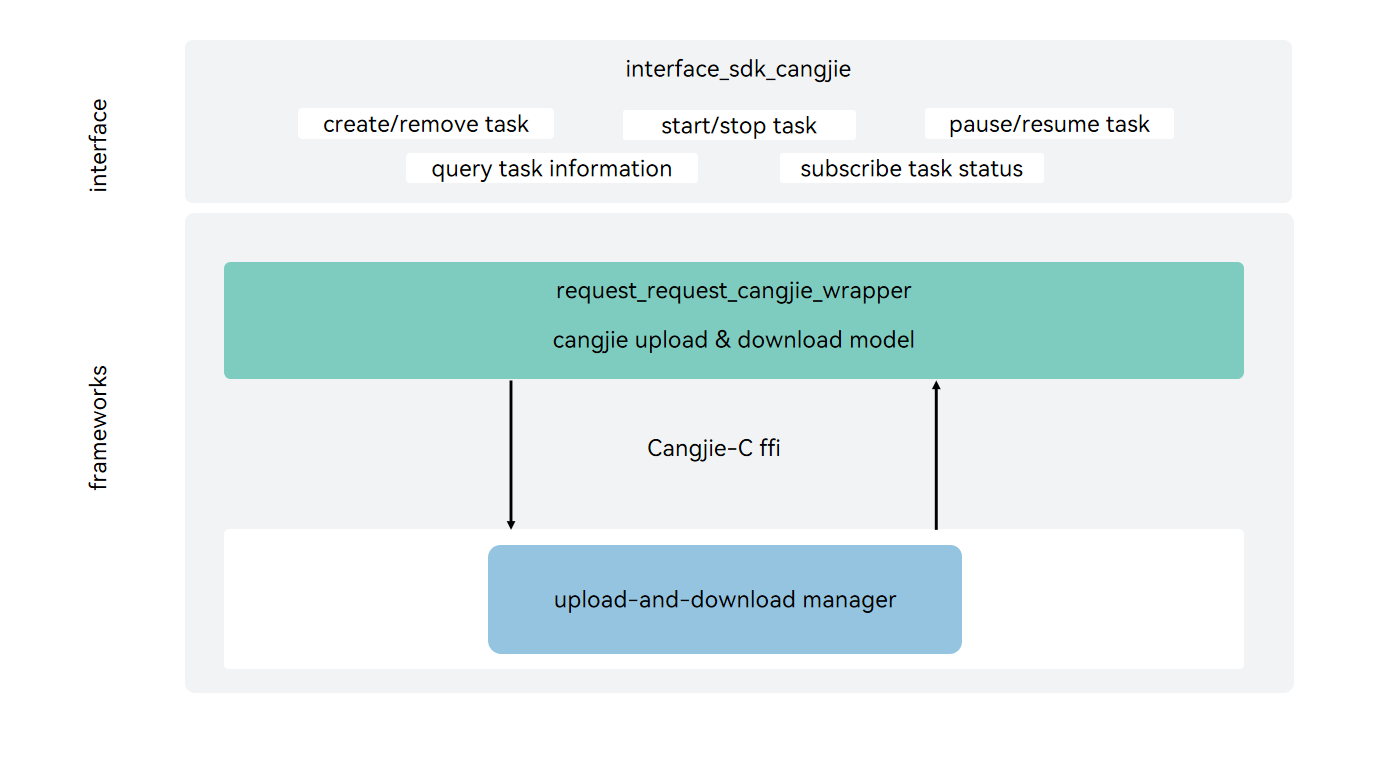 interface
interface_sdk_cangjie
create/remove task
start/stop task
pause/resume task
query task information
subscribe task status
frameworks
request_request_cangjie_wrapper
cangjie upload & download model
Cangjie-C ffi
upload-and-download manager